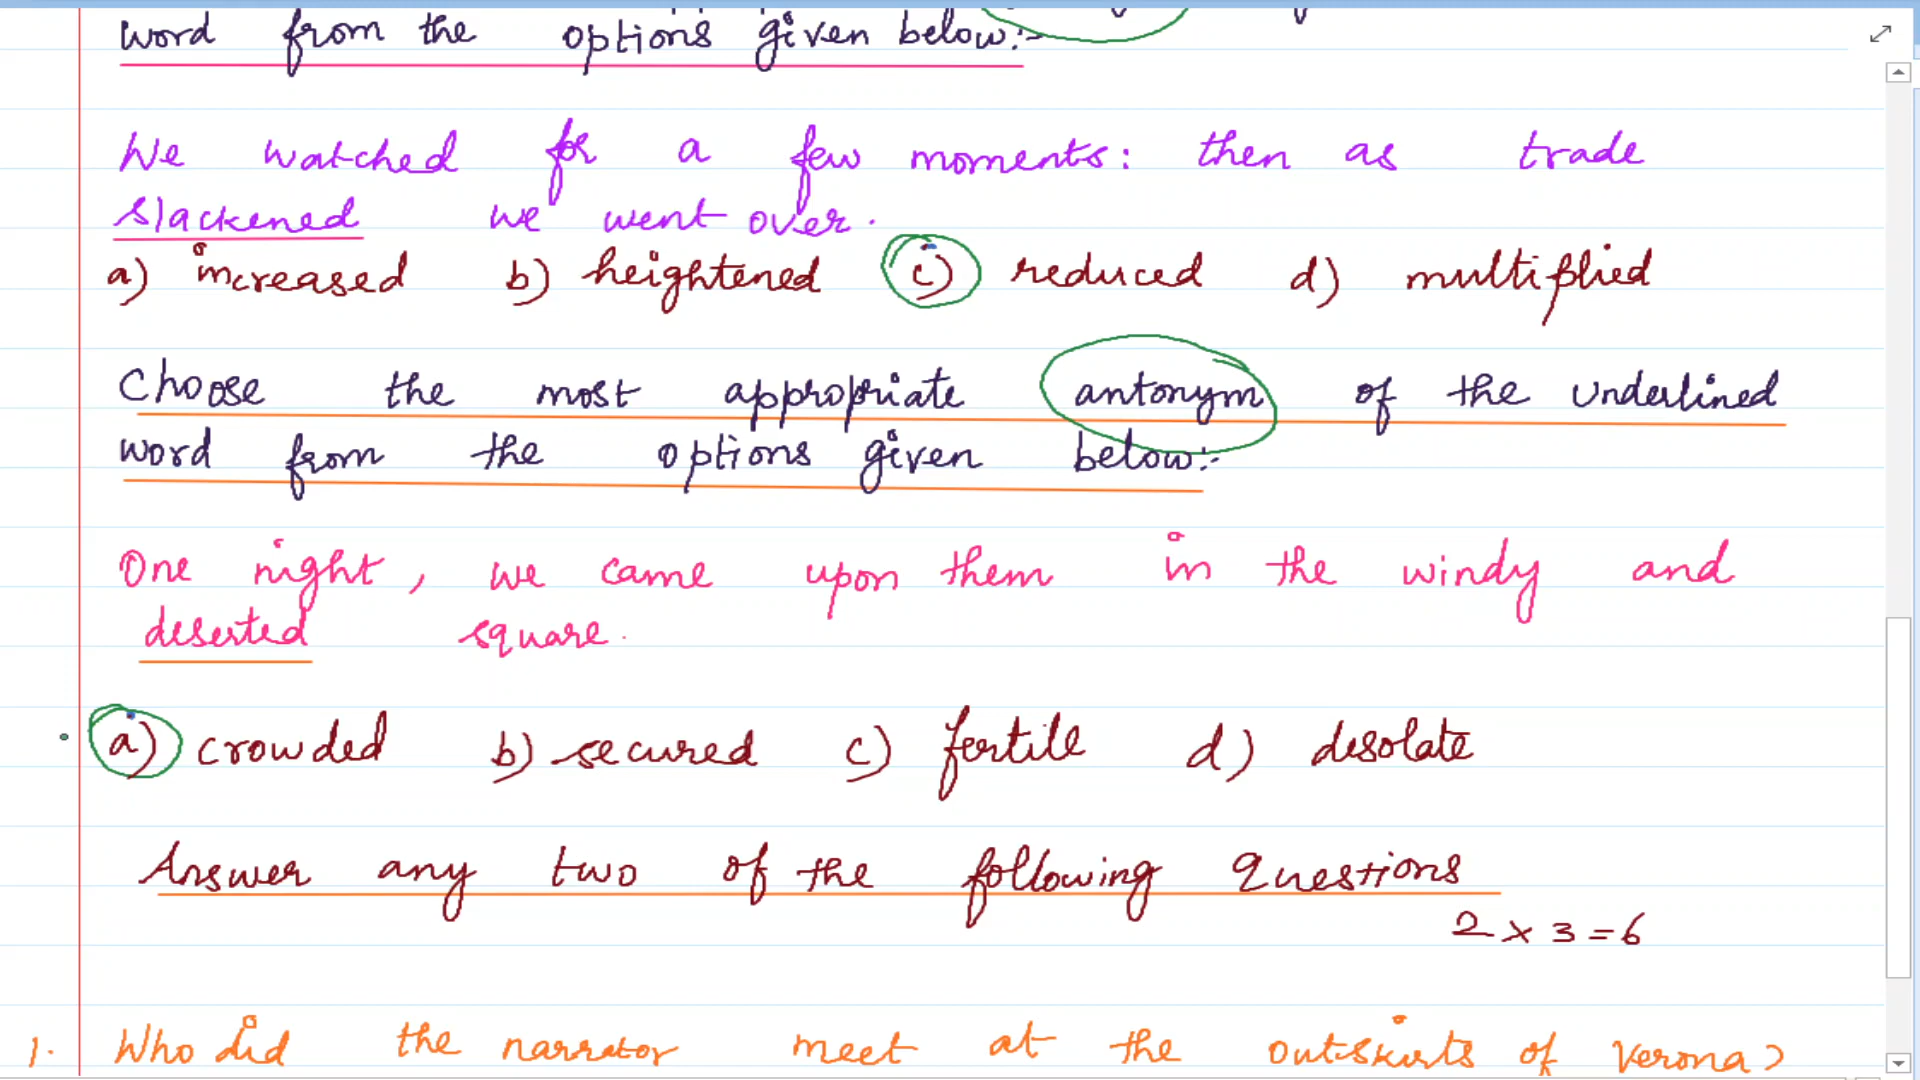 word from the options given below:-
We watched for a few moments: then as trade
slackened we went over.
a) increased b) heightened c) reduced d) multiplied
Choose the most appropriate antonym of the underlined
word from the options given below:-
One night, we came upon them in the windy and
deserted square.
a) crowded b) secured c) fertile d) desolate
Answer any two of the following questions
2 x 3 = 6
1. Who did the narrator meet at the outskirts of Verona?